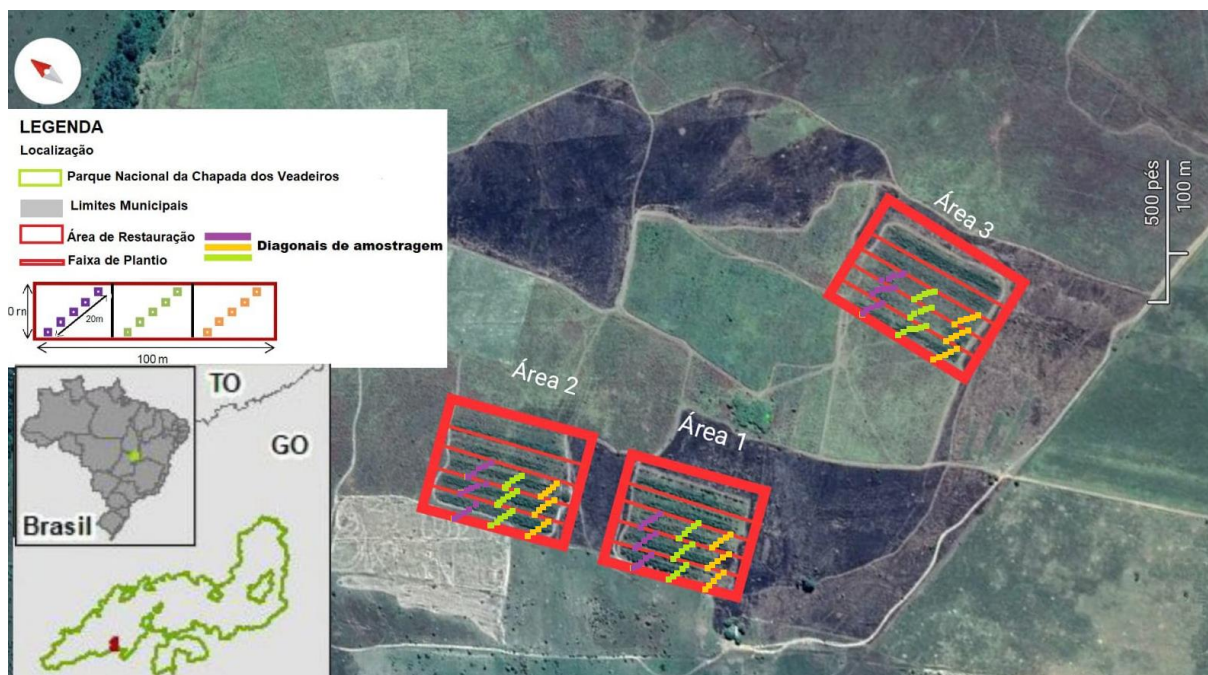 LEGENDA
Localização
Parque Nacional da Chapada dos Veadeiros
Limites Municipais
Área de Restauração
Diagonais de amostragem
Faixa de Plantio
20m
100 m
TO
GO
Brasil
Área 3
Área 2
Área 1
500 pés
100 m